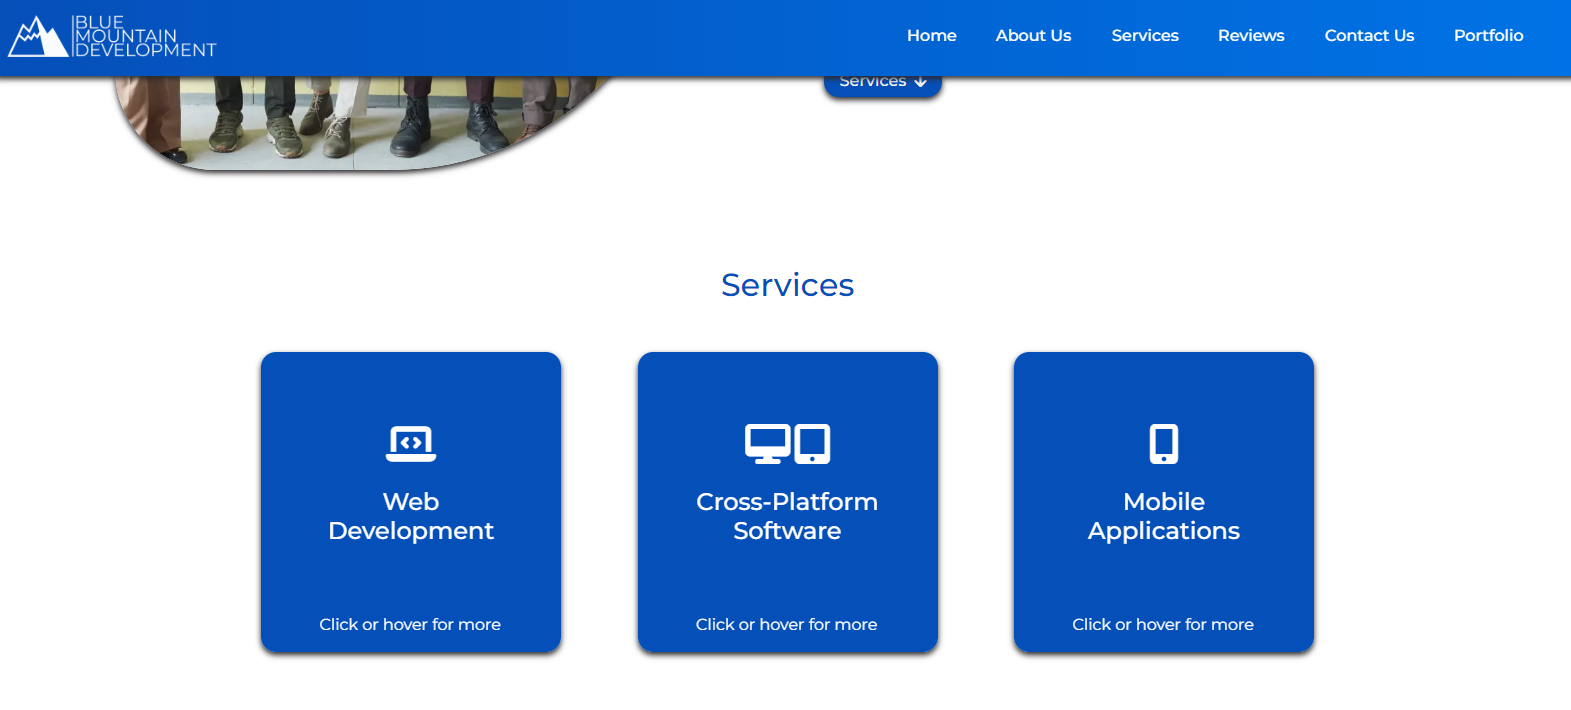 BLUE
MOUNTAIN
DEVELOPMENT
Home About Us Services Reviews Contact Us Portfolio
Services
Services
Web
Development
Click or hover for more
Cross-Platform
Software
Click or hover for more
Mobile
Applications
Click or hover for more